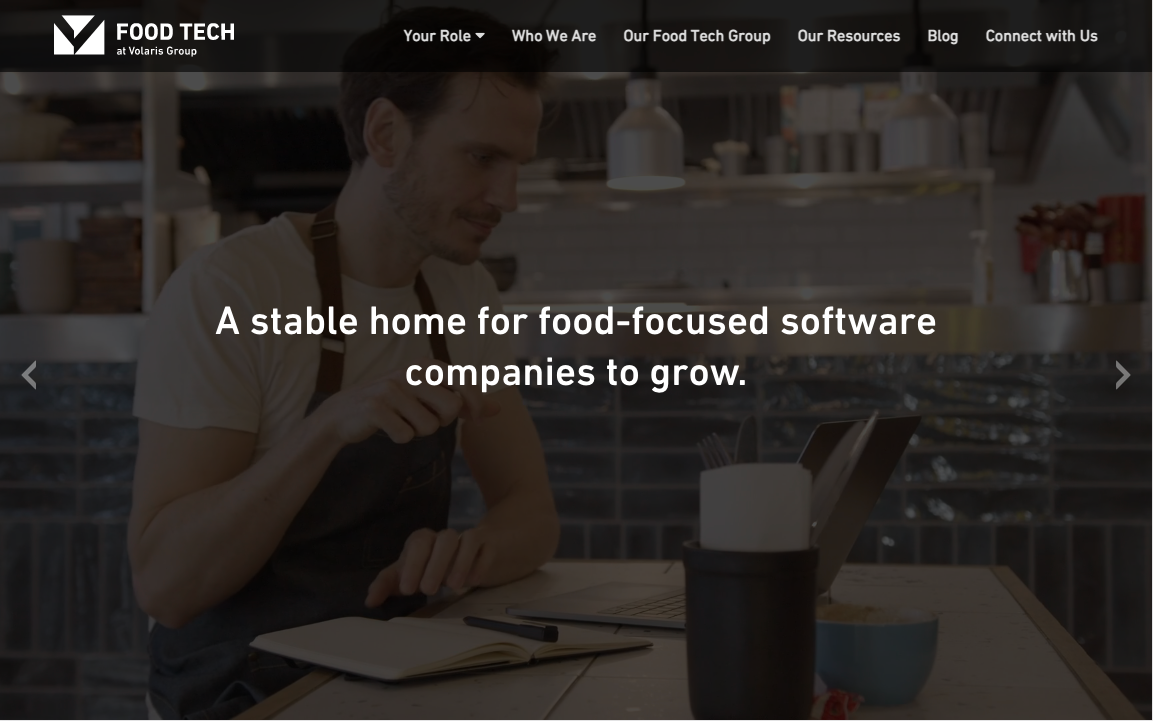 FOOD TECH
at Volaris Group
Your Role
Who We Are
Our Food Tech Group
Our Resources
Blog
Connect with Us
A stable home for food-focused software
companies to grow.